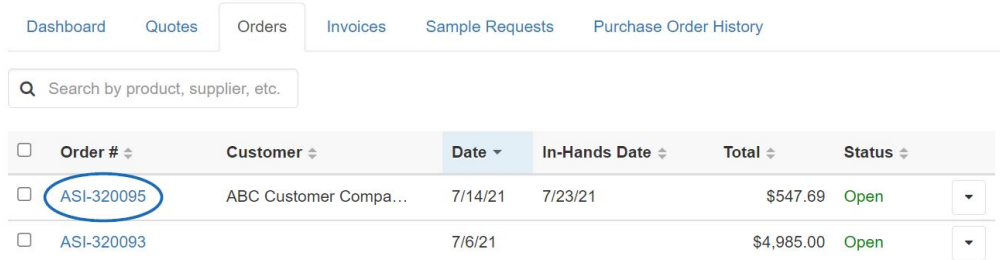 Dashboard Quotes Orders Invoices Sample Requests Purchase Order History
Search by product, supplier, etc.
Order # Customer Date In-Hands Date Total Status
ASI-320095 ABC Customer Compa... 7/14/21 7/23/21 $547.69 Open
ASI-320093 7/6/21 $4,985.00 Open